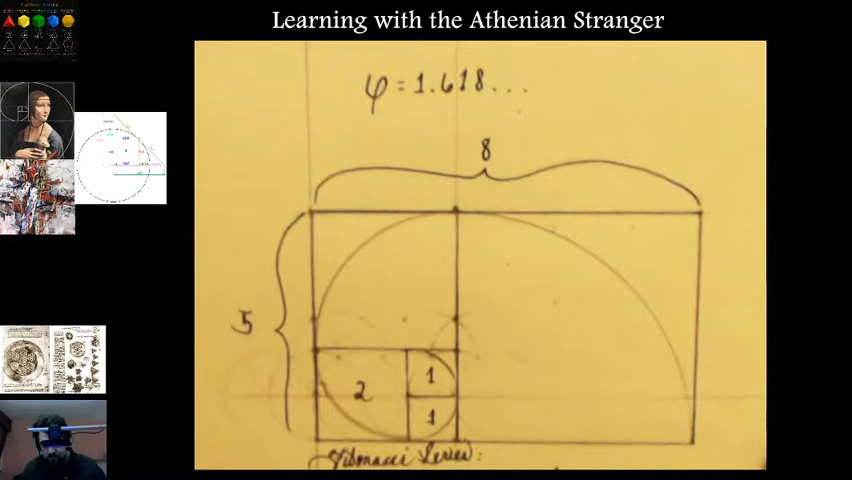 Learning with the Athenian Stranger
φ = 1.618...
8
5
2
1
1
Fibonacci Series: